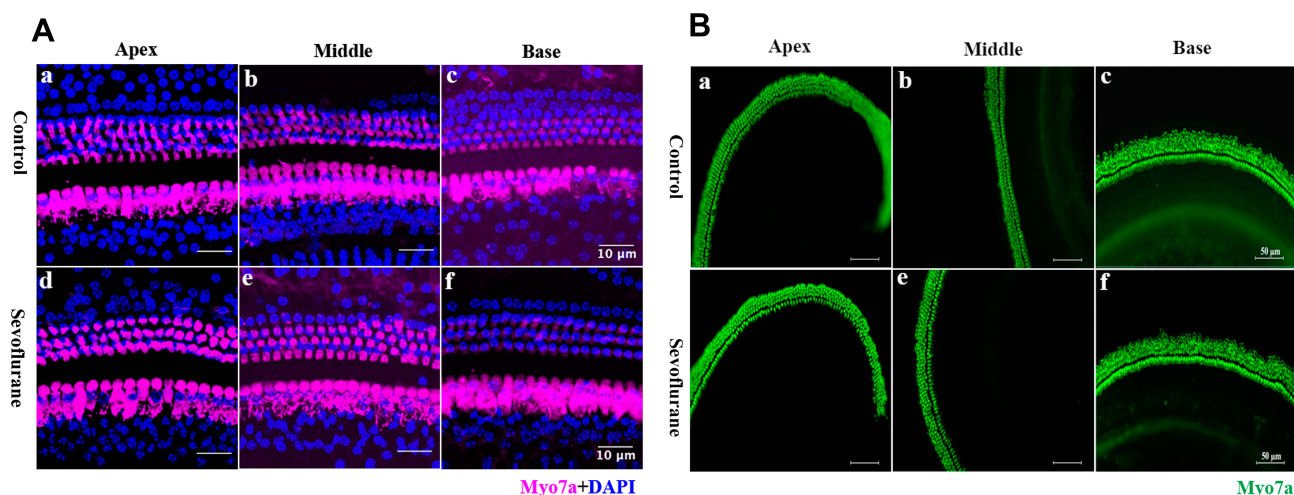 A
Apex Middle Base
a b c
Control
10 µm
d e f
Sevoflurane
10 µm
Myo7a+DAPI
B
Apex Middle Base
a b c
Control
50 µm
e f
Sevoflurane
50 µm
Myo7a